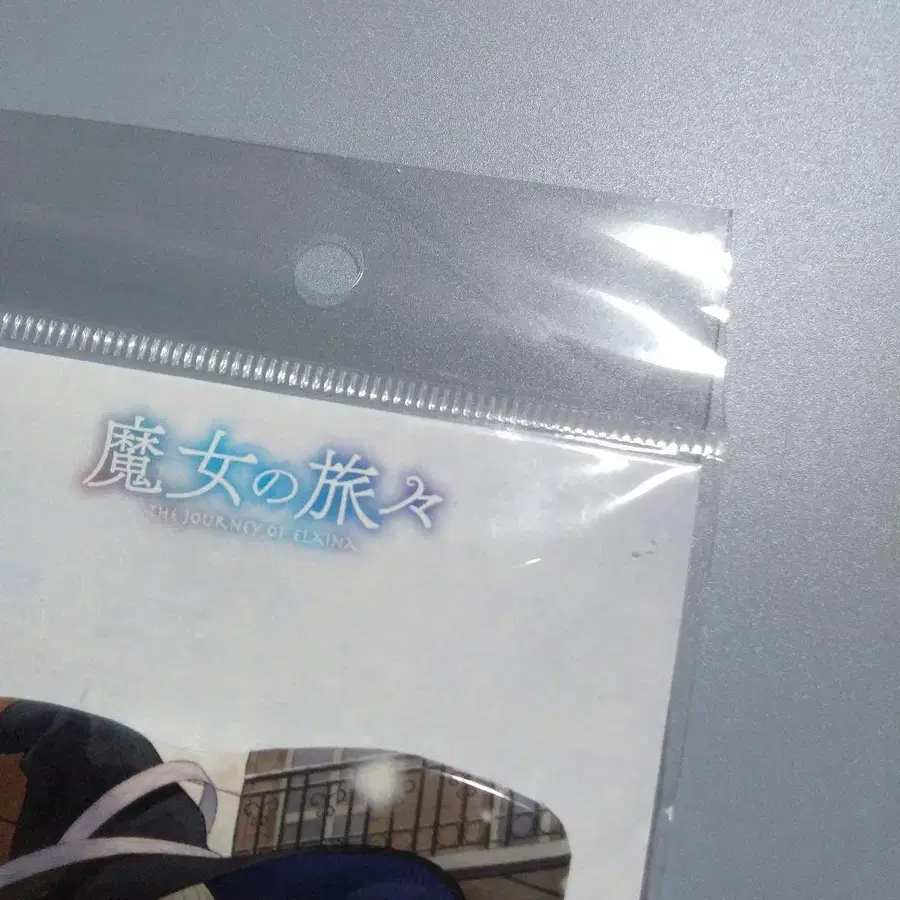 魔女の旅々
THE JOURNEY OF ELAINA